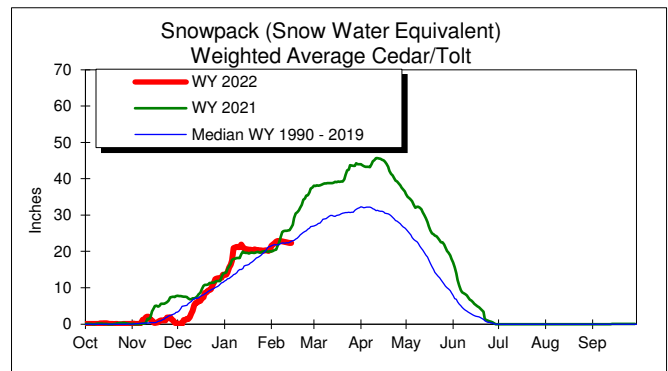 Snowpack (Snow Water Equivalent)
Weighted Average Cedar/Tolt
70
60
50
40
30
20
10
0
Inches
WY 2022
WY 2021
Median WY 1990 - 2019
Oct Nov Dec Jan Feb Mar Apr May Jun Jul Aug Sep